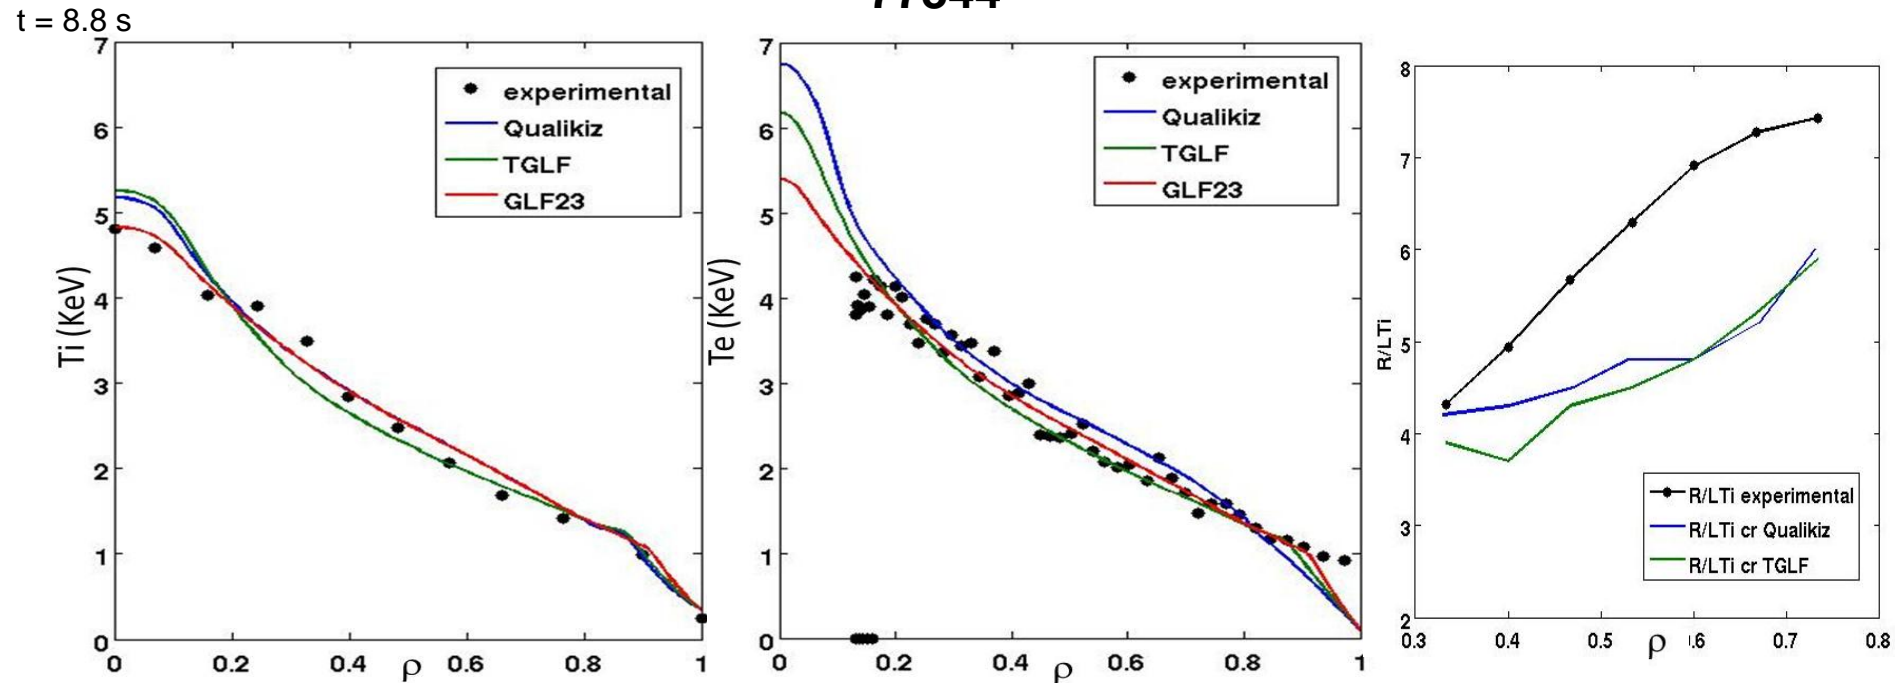 t = 8.8 s
7
6
5
4
3
2
1
0
Ti (KeV)
experimental
Qualikiz
TGLF
GLF23
0 0.2 0.4 ρ 0.6 0.8 1
7
6
5
4
3
2
1
0
Te (KeV)
experimental
Qualikiz
TGLF
GLF23
0 0.2 0.4 ρ 0.6 0.8 1
8
7
6
5
4
3
2
R/LTi
R/LTi experimental
R/LTi cr Qualikiz
R/LTi cr TGLF
0.3 0.4 0.5 ρ .6 0.7 0.8